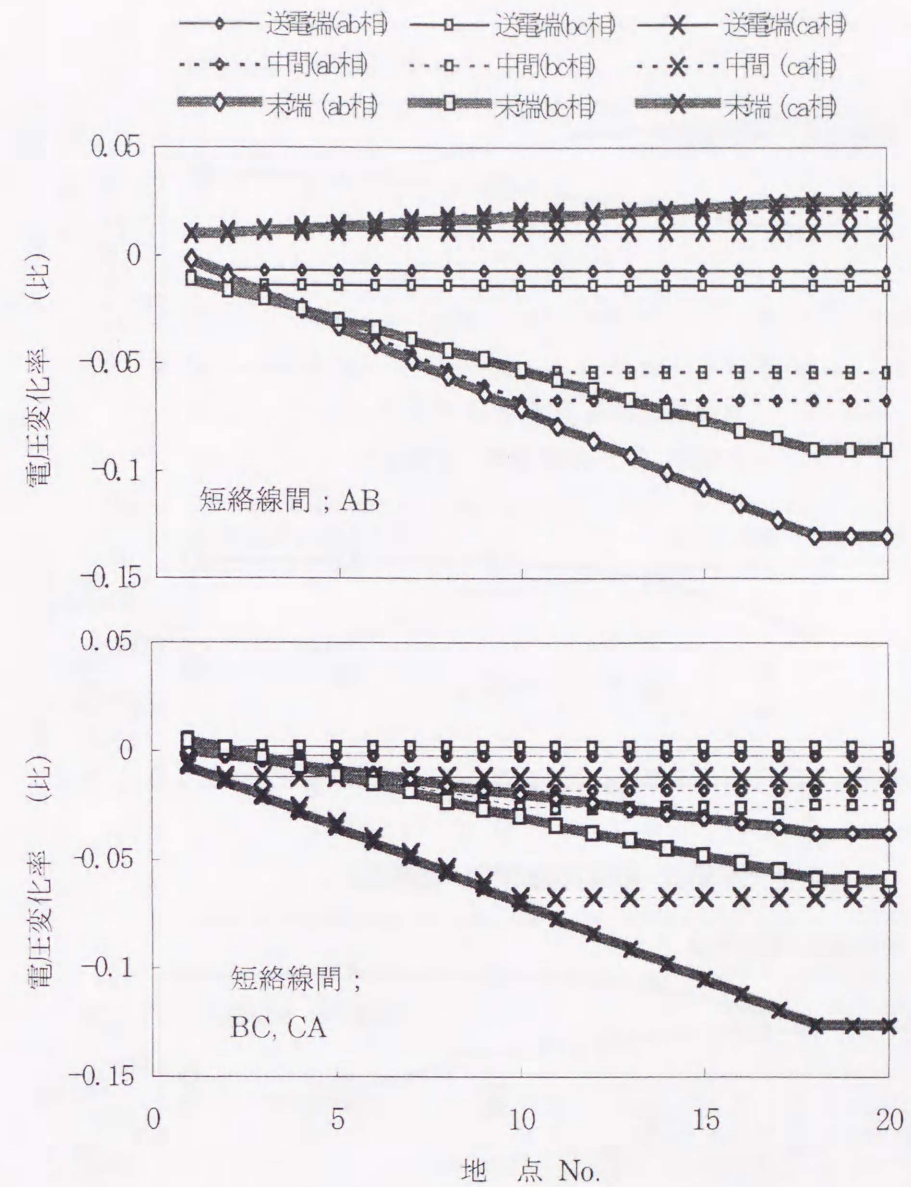 送電端(ab相) 送電端(bc相) 送電端(ca相)
中間(ab相) 中間(bc相) 中間 (ca相)
末端 (ab相) 末端(bc相) 末端 (ca相)
0.05
0
-0.05
-0.1
-0.15
電圧変化率 (比)
短絡線間 ; AB
0.05
0
-0.05
-0.1
-0.15
電圧変化率 (比)
短絡線間 ;
BC, CA
0 5 10 15 20
地 点 No.